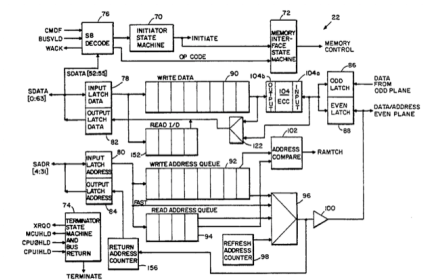 76
70
72
22
CMDF
BUSVLD
WACK
SB
DECODE
INITIATOR
STATE
MACHINE
INITIATE
MEMORY
INTER-
FACE
STATE
MACHINE
MEMORY
CONTROL
OP CODE
SDATA [52:55]
78
WRITE DATA
90
104b
104a
86
SDATA
[0:63]
INPUT
LATCH
DATA
OUTPUT
104
ECC
INPUT
ODD
LATCH
DATA
FROM
ODD PLANE
OUTPUT
LATCH
DATA
EVEN
LATCH
DATA/ADDRESS
EVEN PLANE
82
READ I/D
122
102
88
152
80
92
SADR
[4:31]
INPUT
LATCH
ADDRESS
WRITE ADDRESS QUEUE
ADDRESS
COMPARE
RAMTCH
FAST
96
100
OUTPUT
LATCH
ADDRESS
READ ADDRESS QUEUE
74
84
94
TERMINATOR
STATE
MACHINE
AND
BUS
RETURN
XRQO
MCUHLD
CPU0HLD
CPU1HLD
RETURN
ADDRESS
COUNTER
156
REFRESH
ADDRESS
COUNTER
98
TERMINATE